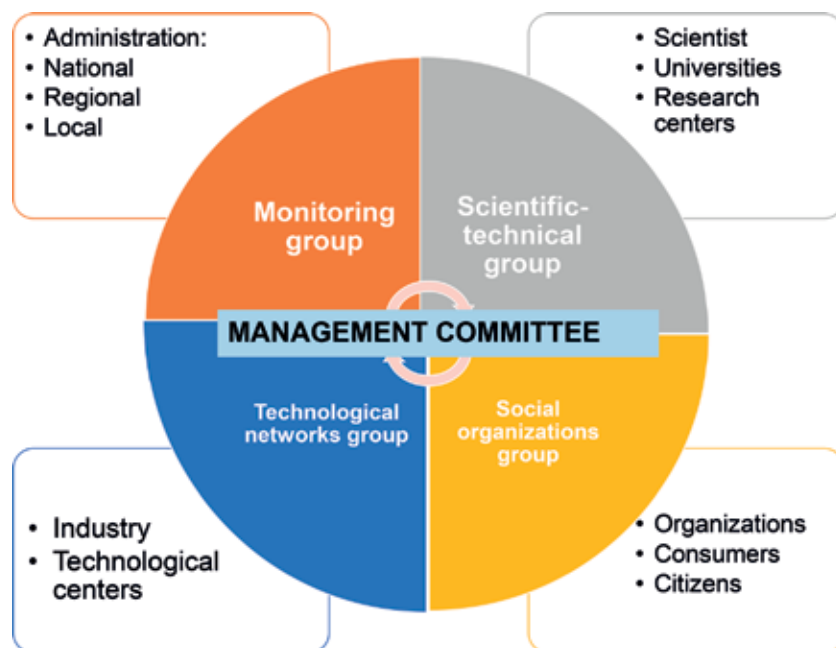 • Administration:
• National
• Regional
• Local
• Scientist
• Universities
• Research
centers
Monitoring
group
Scientific-
technical
group
MANAGEMENT COMMITTEE
Technological
networks group
Social
organizations
group
• Industry
• Technological
centers
• Organizations
• Consumers
• Citizens